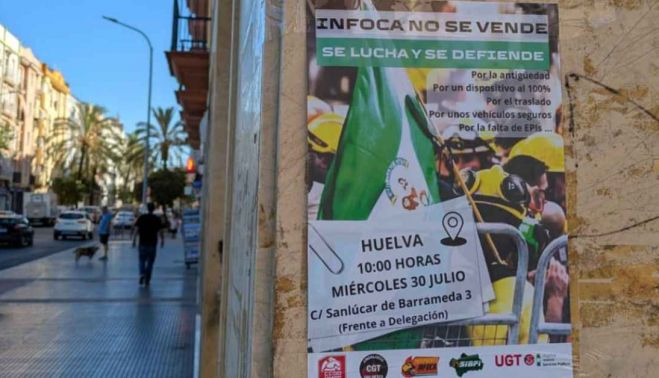 INFOCA NO SE VENDE
SE LUCHA Y SE DEFIENDE
Por la antigüedad
Por un dispositivo al 100%
Por el traslado
Por unos vehículos seguros
Por la falta de EPIs ...
HUELVA
10:00 HORAS
MIÉRCOLES 30 JULIO
C/ Sanlúcar de Barrameda 3
(Frente a Delegación)
CGT
INFOCA
SIBFI
UGT